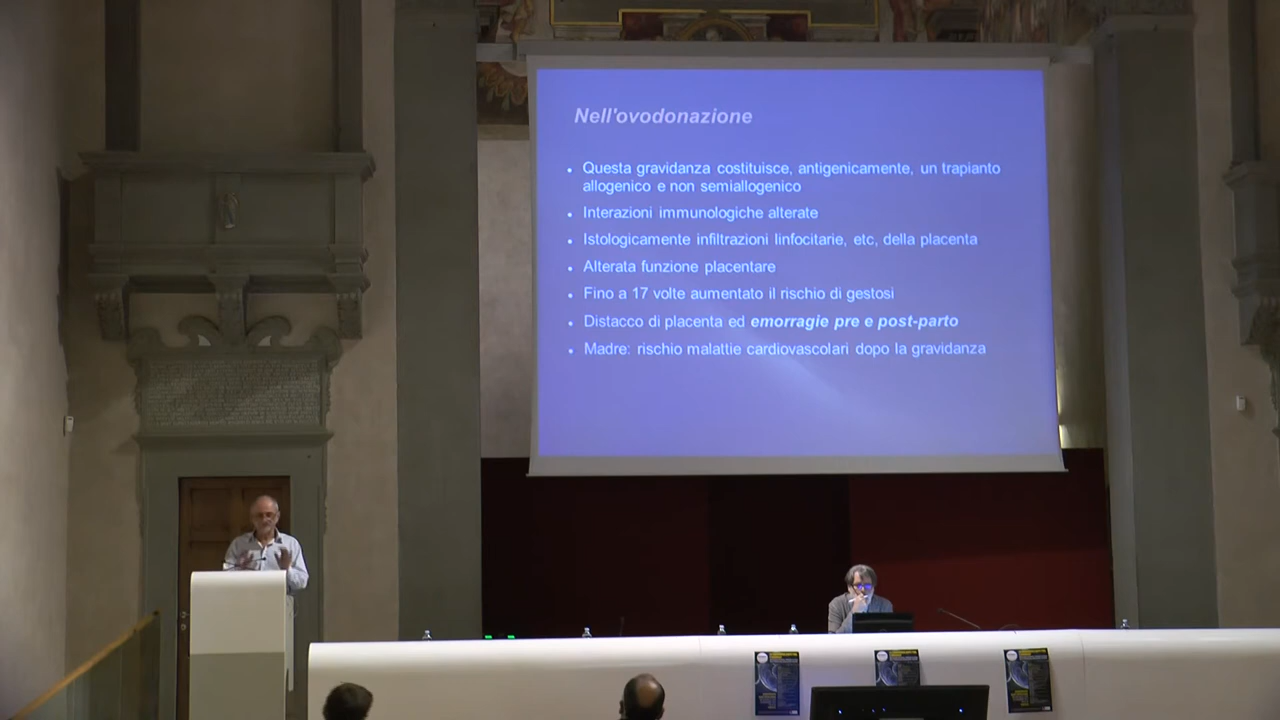 Nell'ovodonazione
Questa gravidanza costituisce, antigenicamente, un trapianto
allogenico e non semiallogenico
Interazioni immunologiche alterate
Istologicamente infiltrazioni linfocitarie, etc, della placenta
Alterata funzione placentare
Fino a 17 volte aumentato il rischio di gestosi
Distacco di placenta ed emorragie pre e post-parto
Madre: rischio malattie cardiovascolari dopo la gravidanza